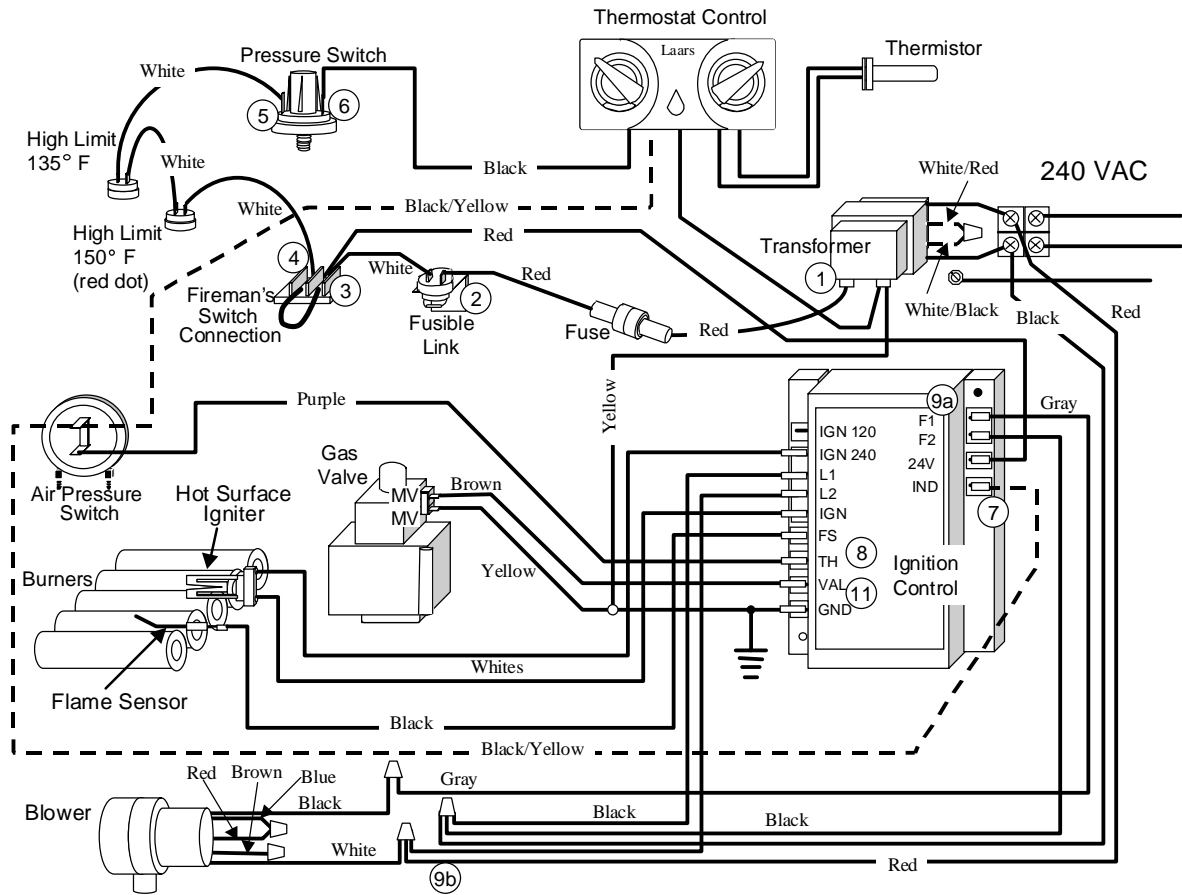 Thermostat Control
Laars
Thermistor
Pressure Switch
White
5
6
High Limit
135° F
White
Black
White/Red
240 VAC
White
Black/Yellow
High Limit
150° F
(red dot)
Red
Transformer
1
4
3
White
2
Red
Fireman's
Switch
Connection
Fusible
Link
Fuse
Red
White/Black
Black
Red
Yellow
Purple
Air Pressure
Switch
Gas
Valve
MV
MV
Brown
Yellow
IGN 120
IGN 240
L1
L2
IGN
FS
TH
VAL
GND
8
11
9a
F1
F2
24V
IND
Gray
7
Ignition
Control
Hot Surface
Igniter
Burners
Flame Sensor
Whites
Black
Black/Yellow
Red
Brown
Blue
Black
Gray
Blower
Black
Black
White
9b
Red